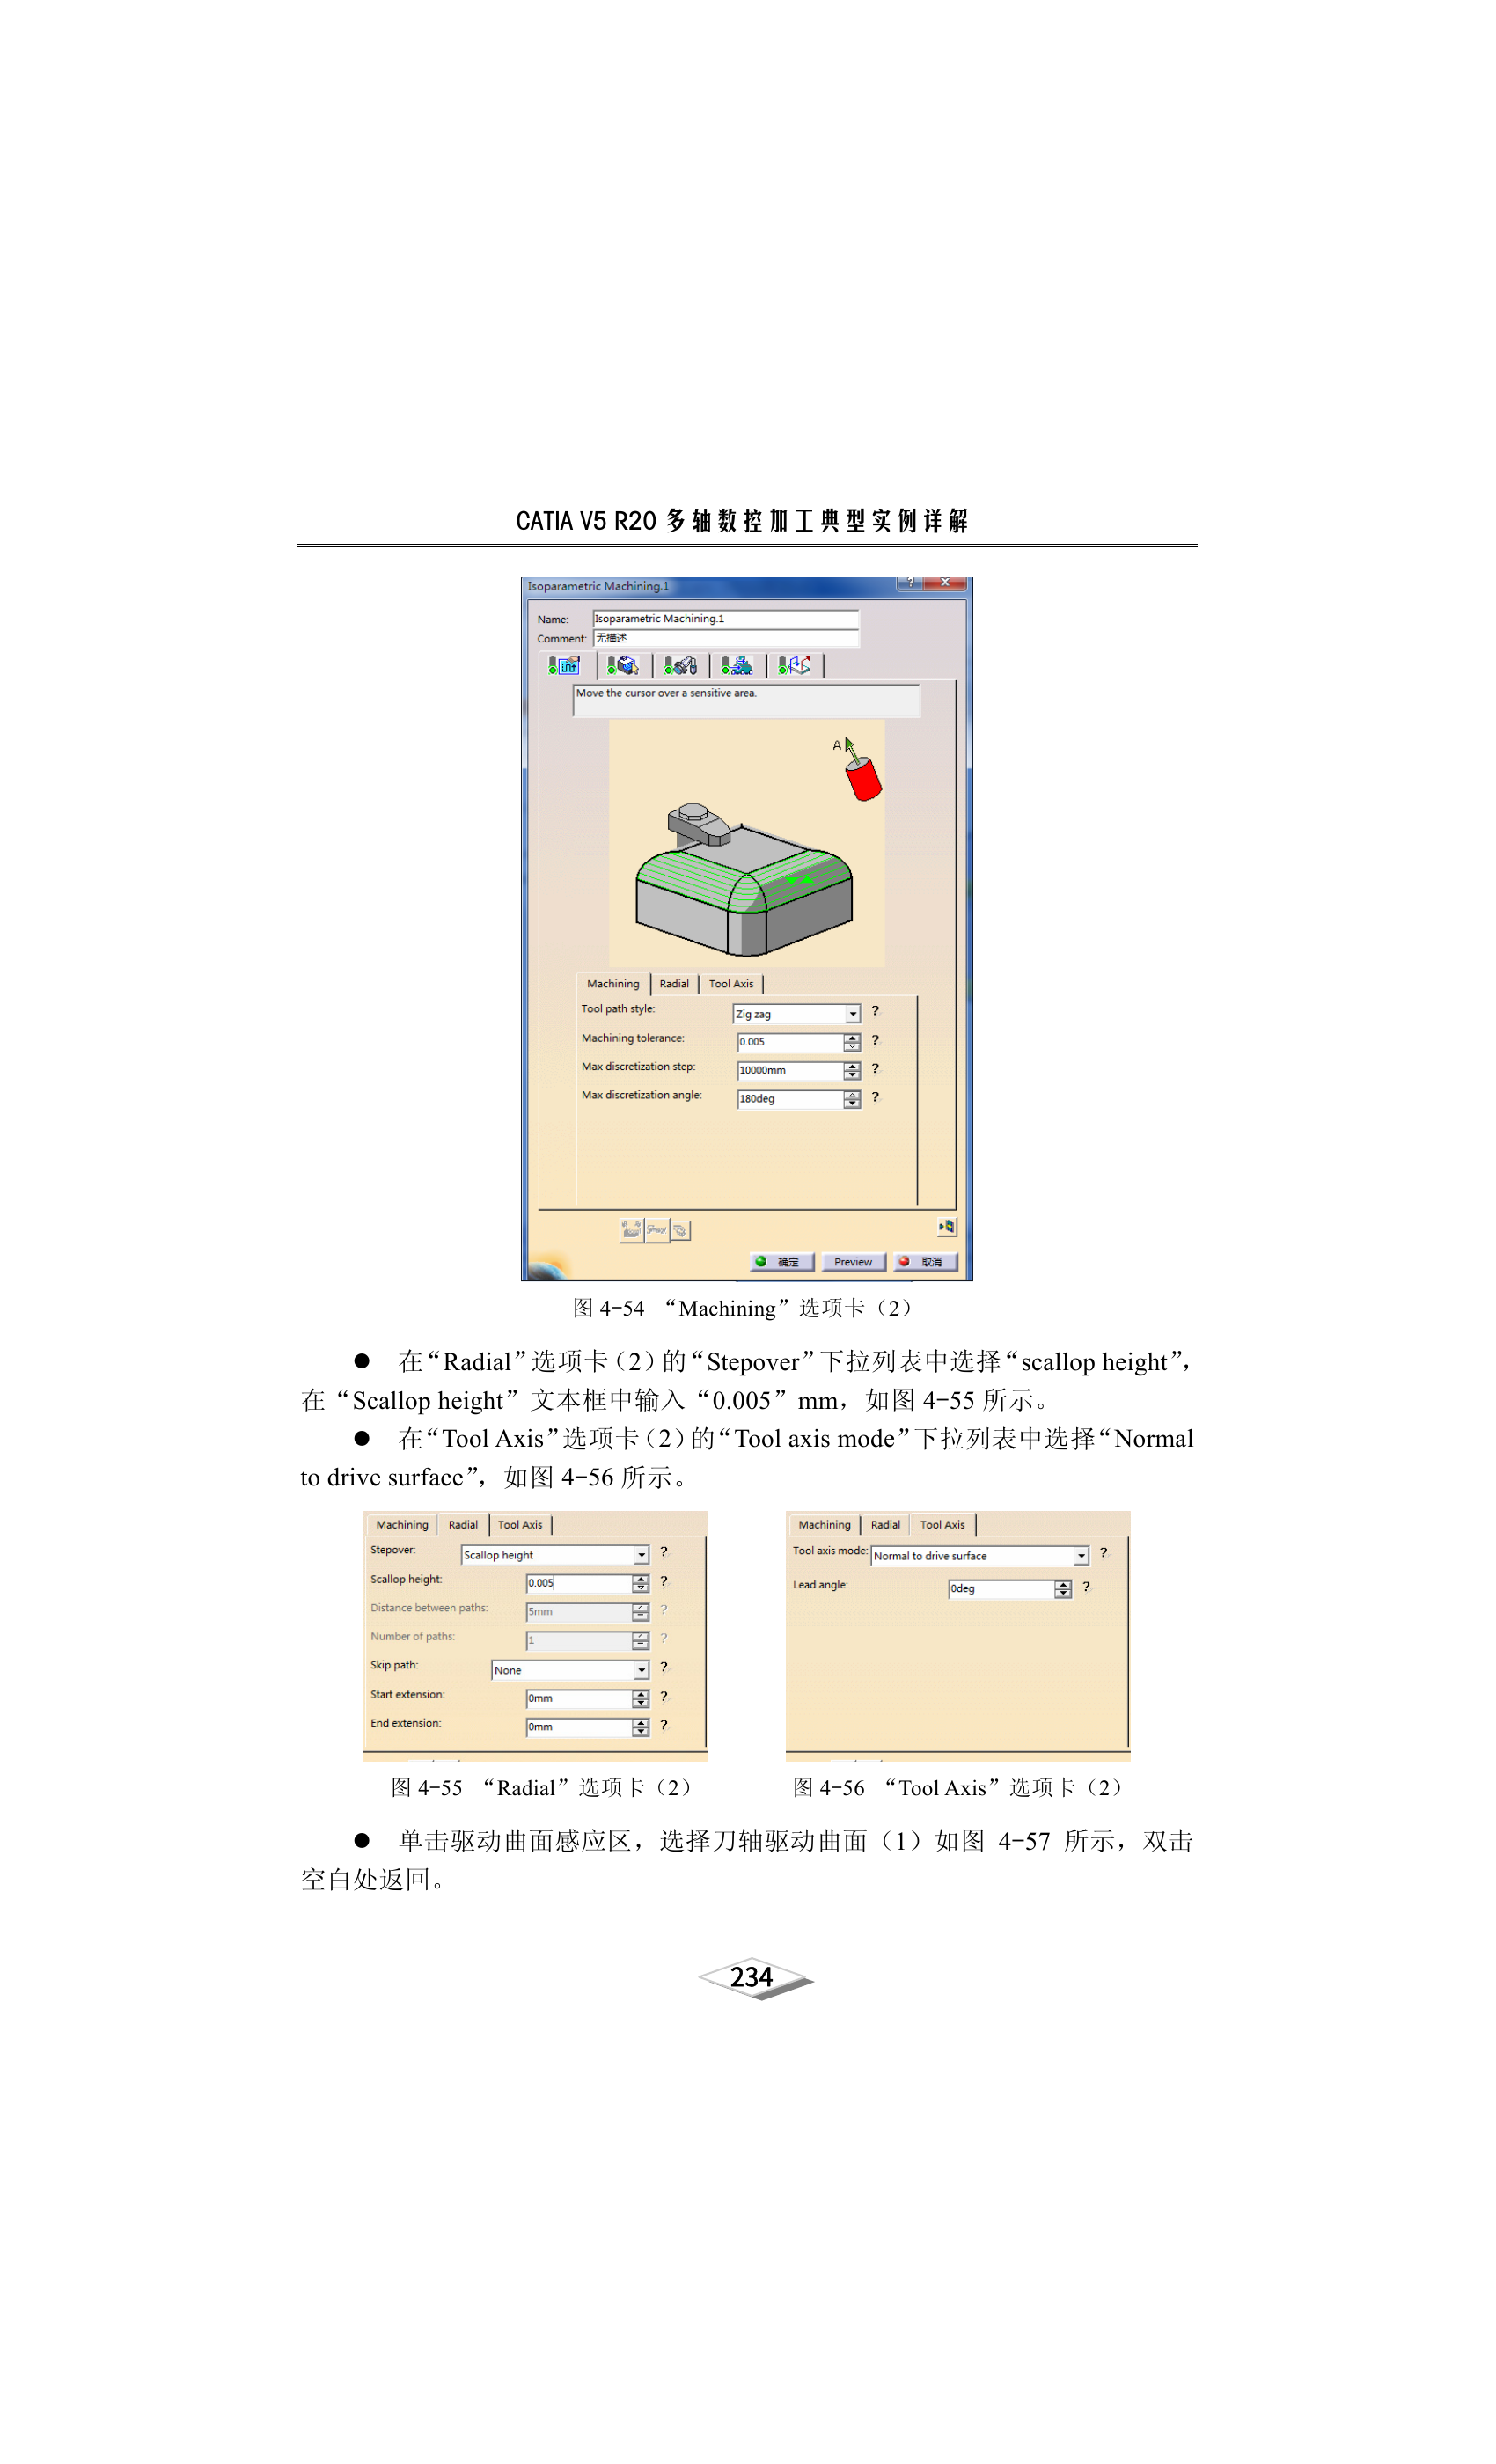 CATIA V5 R20 多轴数控加工典型实例详解
Isoparametric Machining.1
Name: Isoparametric Machining.1
Comment: 无描述
Move the cursor over a sensitive area.
A
Machining Radial Tool Axis
Tool path style: Zig zag ?
Machining tolerance: 0.005 ?
Max discretization step: 10000mm ?
Max discretization angle: 180deg ?
确定 Preview 取消
图 4-54 “Machining”选项卡（2）
● 在“Radial”选项卡（2）的“Stepover”下拉列表中选择“scallop height”，
在“Scallop height”文本框中输入“0.005”mm，如图 4-55 所示。
● 在“Tool Axis”选项卡（2）的“Tool axis mode”下拉列表中选择“Normal
to drive surface”，如图 4-56 所示。
Machining Radial Tool Axis
Stepover: Scallop height ?
Scallop height: 0.005 ?
Distance between paths: 5mm ?
Number of paths: 1 ?
Skip path: None ?
Start extension: 0mm ?
End extension: 0mm ?
图 4-55 “Radial”选项卡（2）
Machining Radial Tool Axis
Tool axis mode: Normal to drive surface ?
Lead angle: 0deg ?
图 4-56 “Tool Axis”选项卡（2）
● 单击驱动曲面感应区，选择刀轴驱动曲面（1）如图 4-57 所示，双击
空白处返回。
234